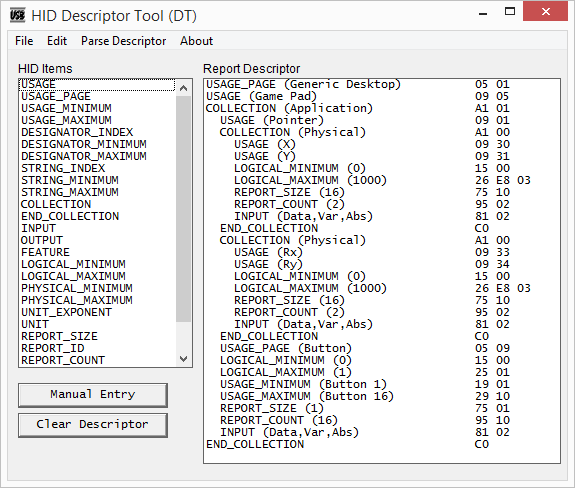 USB
HID Descriptor Tool (DT)
File Edit Parse Descriptor About
HID Items
USAGE
USAGE_PAGE
USAGE_MINIMUM
USAGE_MAXIMUM
DESIGNATOR_INDEX
DESIGNATOR_MINIMUM
DESIGNATOR_MAXIMUM
STRING_INDEX
STRING_MINIMUM
STRING_MAXIMUM
COLLECTION
END_COLLECTION
INPUT
OUTPUT
FEATURE
LOGICAL_MINIMUM
LOGICAL_MAXIMUM
PHYSICAL_MINIMUM
PHYSICAL_MAXIMUM
UNIT_EXPONENT
UNIT
REPORT_SIZE
REPORT_ID
REPORT_COUNT
Manual Entry
Clear Descriptor
Report Descriptor
USAGE_PAGE (Generic Desktop) 05 01
USAGE (Game Pad) 09 05
COLLECTION (Application) A1 01
USAGE (Pointer) 09 01
COLLECTION (Physical) A1 00
USAGE (X) 09 30
USAGE (Y) 09 31
LOGICAL_MINIMUM (0) 15 00
LOGICAL_MAXIMUM (1000) 26 E8 03
REPORT_SIZE (16) 75 10
REPORT_COUNT (2) 95 02
INPUT (Data,Var,Abs) 81 02
END_COLLECTION C0
COLLECTION (Physical) A1 00
USAGE (Rx) 09 33
USAGE (Ry) 09 34
LOGICAL_MINIMUM (0) 15 00
LOGICAL_MAXIMUM (1000) 26 E8 03
REPORT_SIZE (16) 75 10
REPORT_COUNT (2) 95 02
INPUT (Data,Var,Abs) 81 02
END_COLLECTION C0
USAGE_PAGE (Button) 05 09
LOGICAL_MINIMUM (0) 15 00
LOGICAL_MAXIMUM (1) 25 01
USAGE_MINIMUM (Button 1) 19 01
USAGE_MAXIMUM (Button 16) 29 10
REPORT_SIZE (1) 75 01
REPORT_COUNT (16) 95 10
INPUT (Data,Var,Abs) 81 02
END_COLLECTION C0